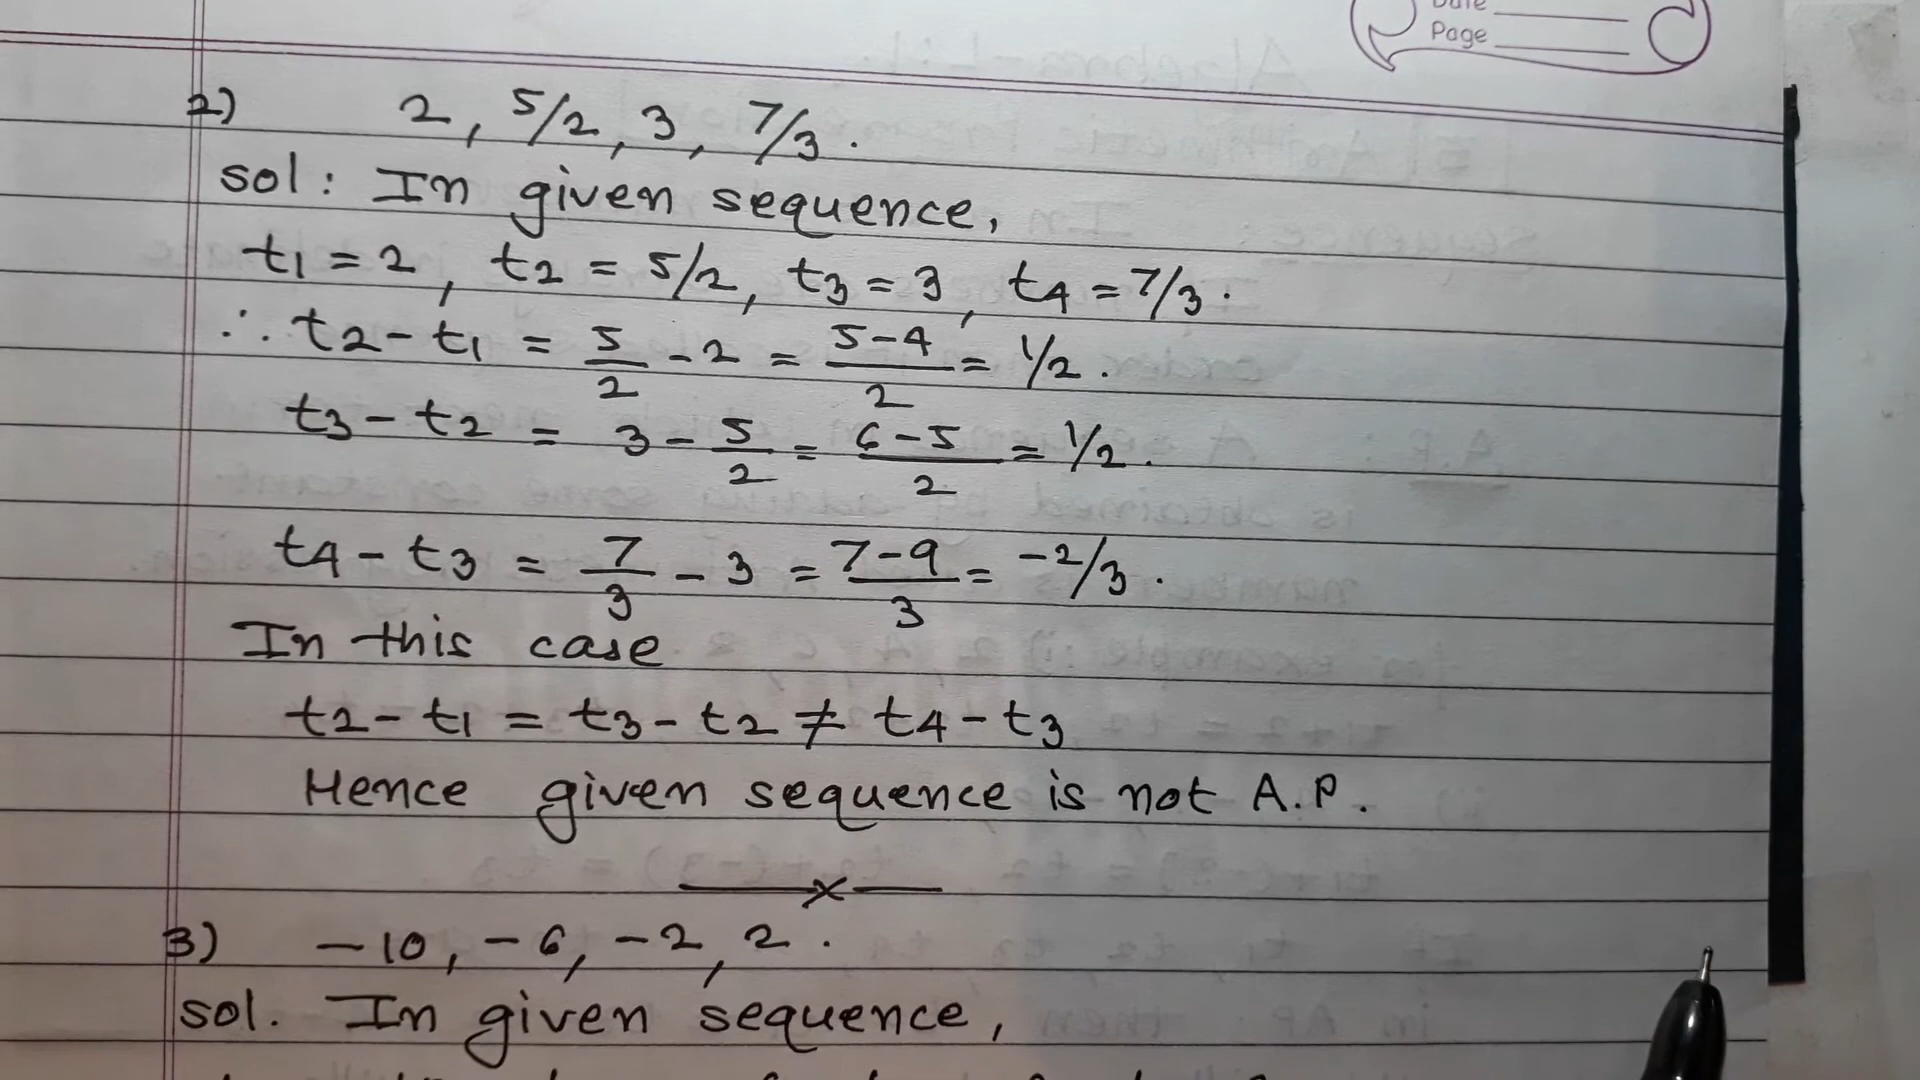 Date
Page
2) 2, 5/2, 3, 7/3.
sol: In given sequence,
t1 = 2, t2 = 5/2, t3 = 3, t4 = 7/3.
∴ t2 - t1 = 5/2 - 2 = (5-4)/2 = 1/2.
t3 - t2 = 3 - 5/2 = (6-5)/2 = 1/2.
t4 - t3 = 7/3 - 3 = (7-9)/3 = -2/3.
In this case
t2 - t1 = t3 - t2 ≠ t4 - t3
Hence given sequence is not A.P.
3) -10, -6, -2, 2.
sol. In given sequence,